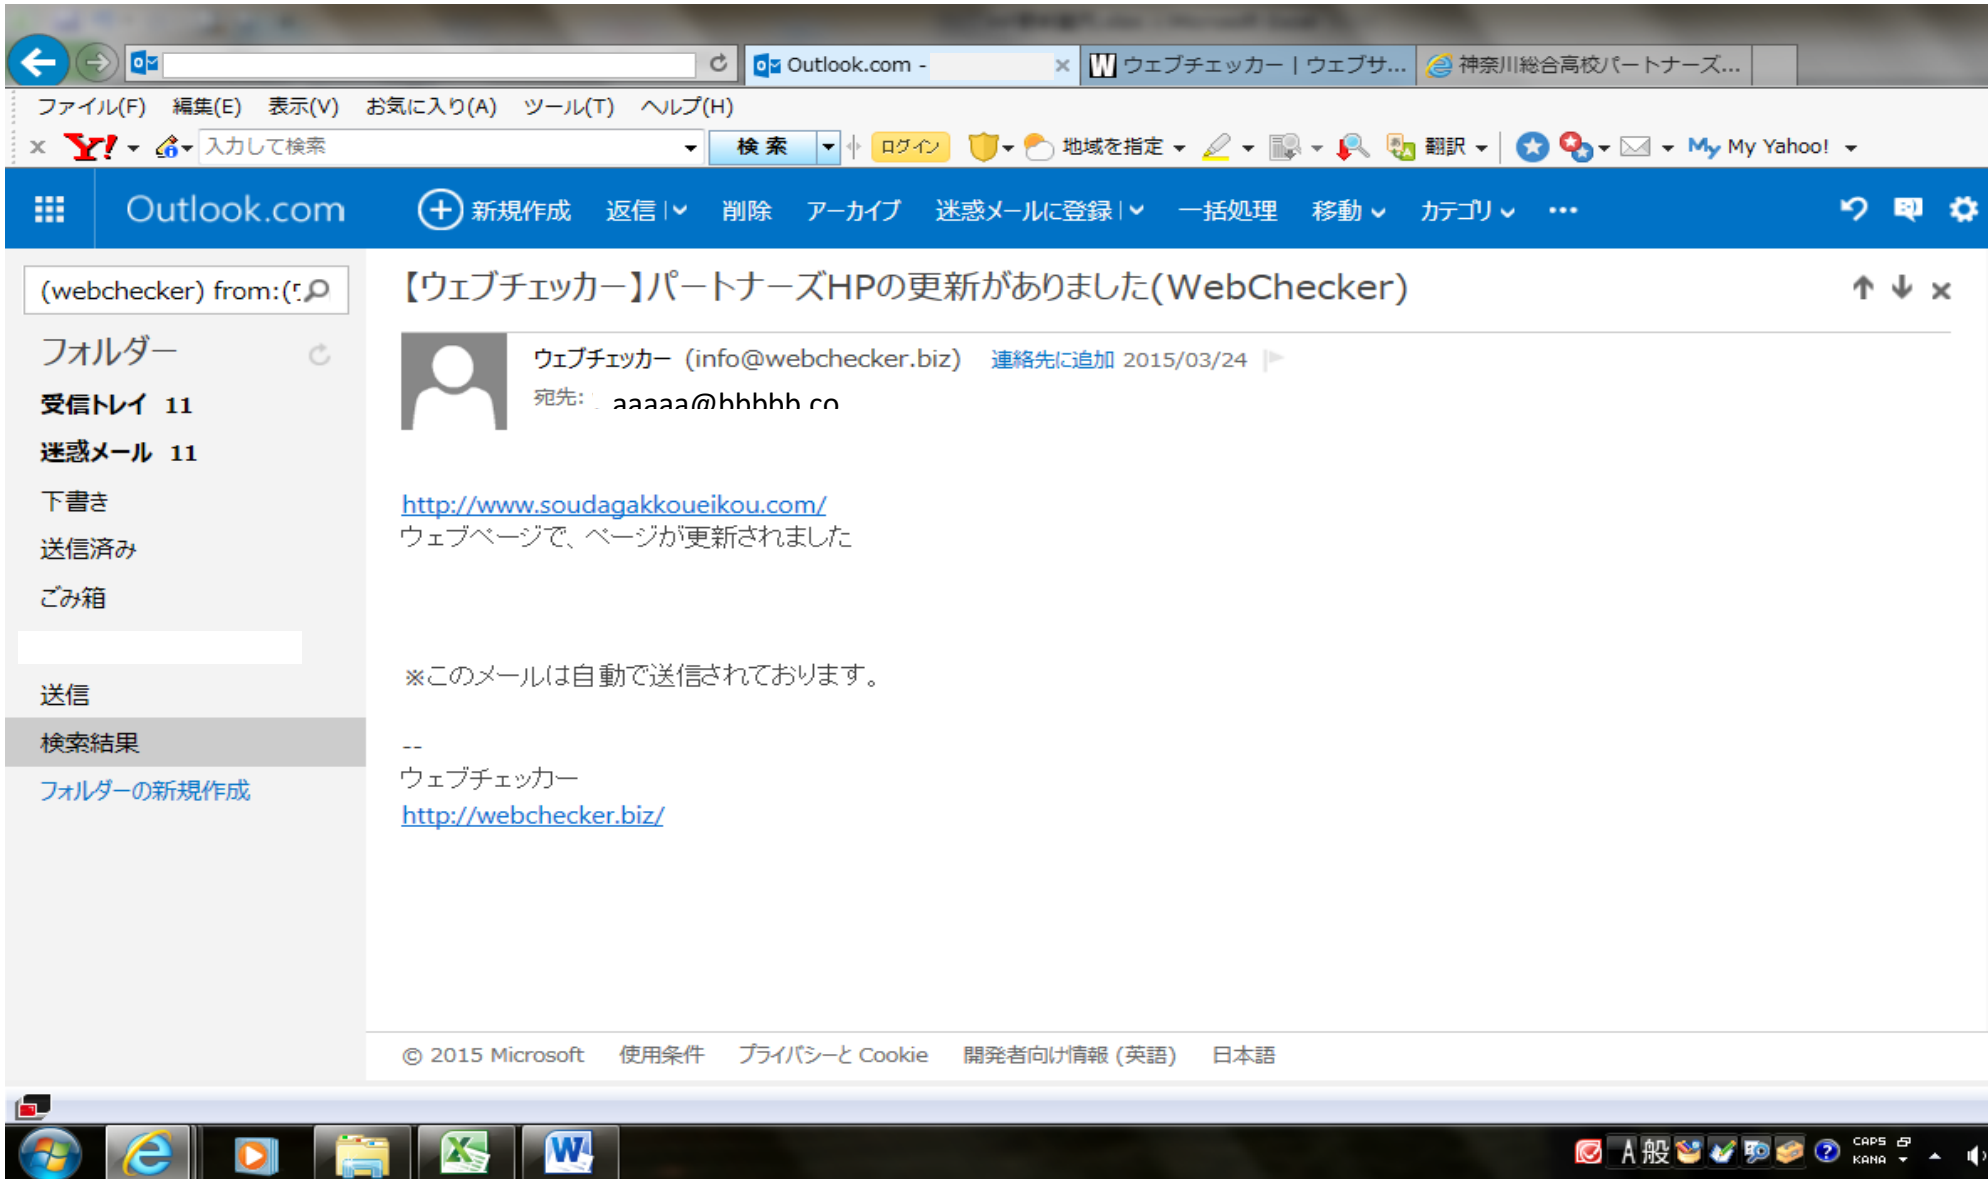 Outlook.com -
ウェブチェッカー | ウェブサ...
神奈川総合高校パートナーズ...
ファイル(F) 編集(E) 表示(V) お気に入り(A) ツール(T) ヘルプ(H)
x Y! 入力して検索 検索 ログイン 地域を指定 翻訳 My My Yahoo!
Outlook.com 新規作成 返信 削除 アーカイブ 迷惑メールに登録 一括処理 移動 カテゴリ ...
(webchecker) from:(
フォルダー
受信トレイ 11
迷惑メール 11
下書き
送信済み
ごみ箱
送信
検索結果
フォルダーの新規作成
【ウェブチェッカー】パートナーズHPの更新がありました(WebChecker)
ウェブチェッカー (info@webchecker.biz) 連絡先に追加 2015/03/24
宛先: aaaaa@bbbbb.co
http://www.soudagakkoueikou.com/
ウェブページで、ページが更新されました
※このメールは自動で送信されております。
--
ウェブチェッカー
http://webchecker.biz/
© 2015 Microsoft 使用条件 プライバシーと Cookie 開発者向け情報 (英語) 日本語
A 般 CAPS
KANA